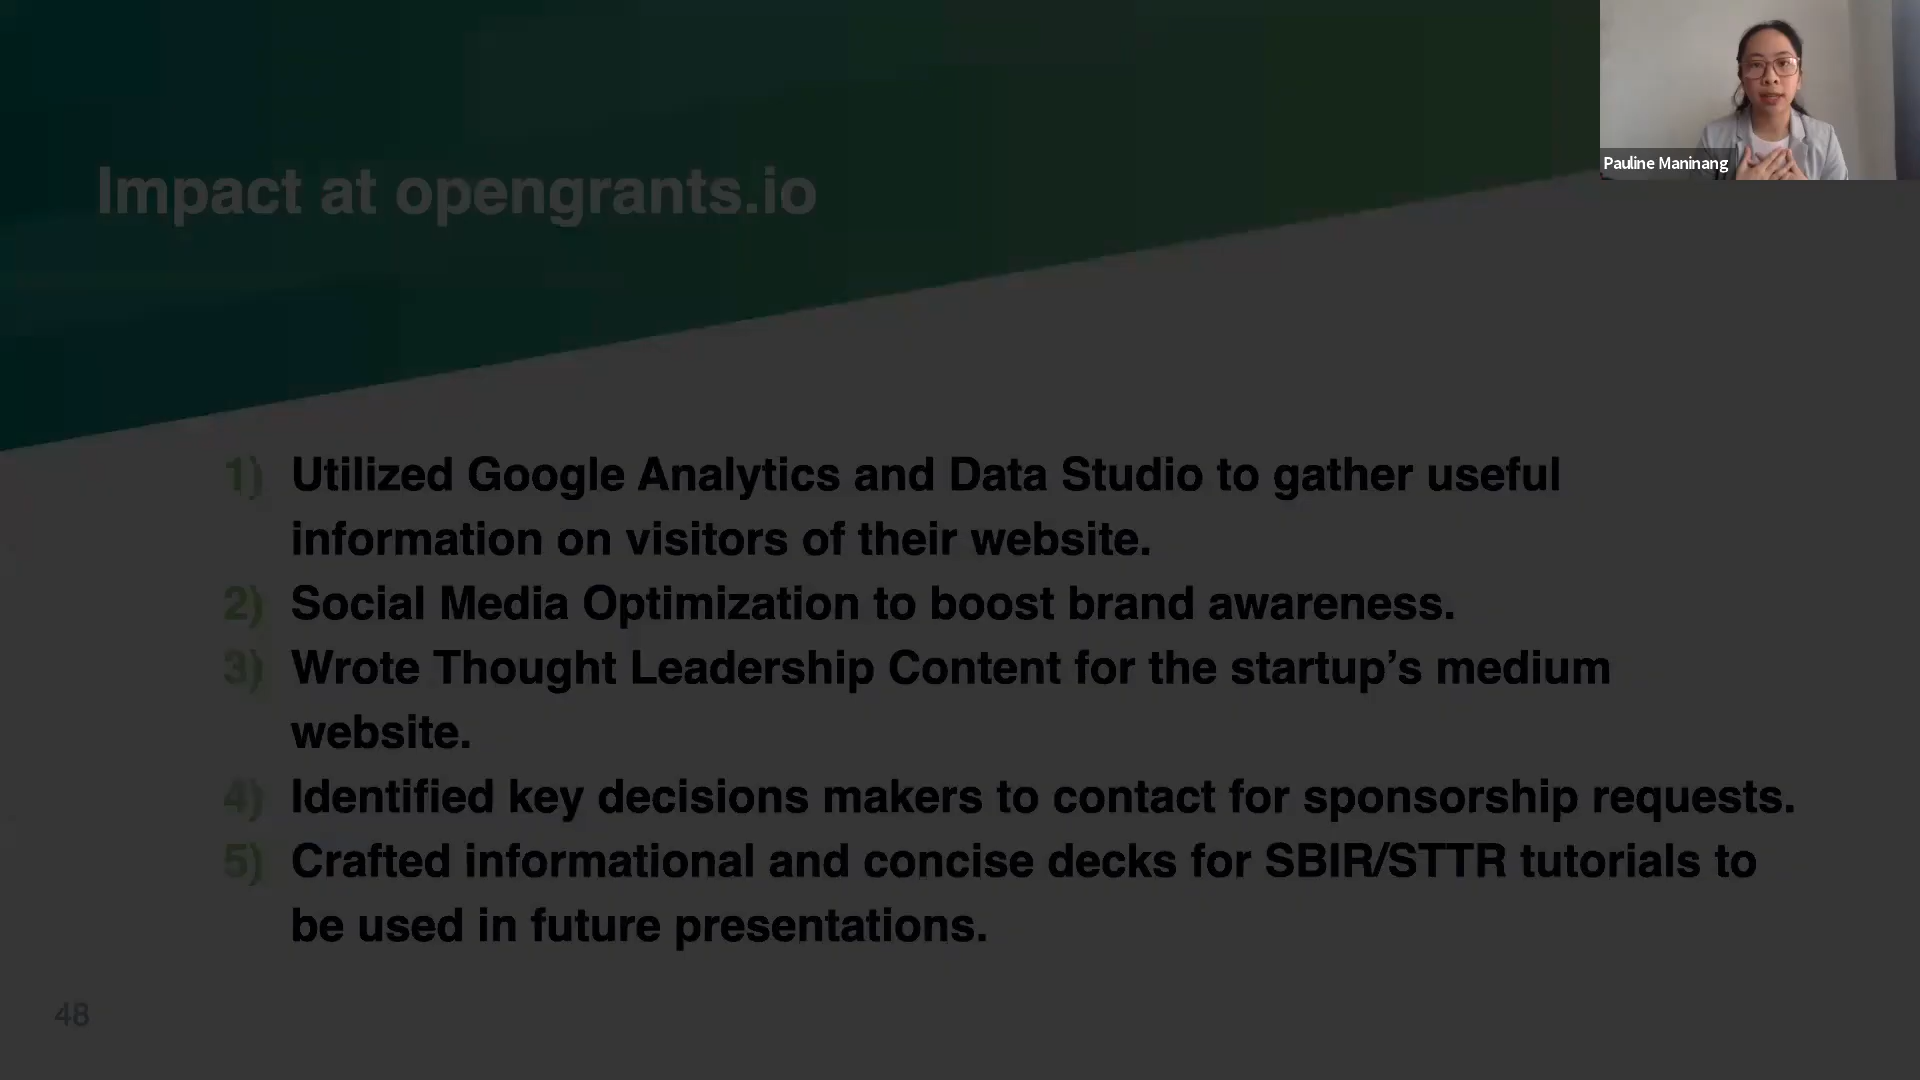 Pauline Maninang
Impact at opengrants.io
1) Utilized Google Analytics and Data Studio to gather useful
information on visitors of their website.
2) Social Media Optimization to boost brand awareness.
3) Wrote Thought Leadership Content for the startup’s medium
website.
4) Identified key decisions makers to contact for sponsorship requests.
5) Crafted informational and concise decks for SBIR/STTR tutorials to
be used in future presentations.
48